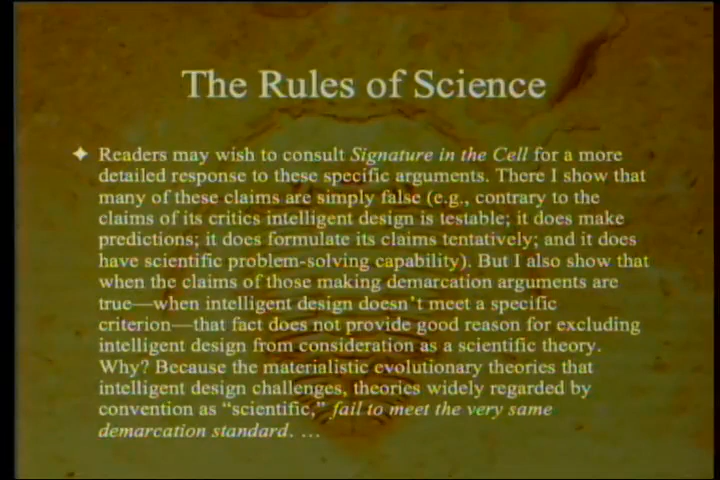 The Rules of Science
Readers may wish to consult Signature in the Cell for a more
detailed response to these specific arguments. There I show that
many of these claims are simply false (e.g., contrary to the
claims of its critics intelligent design is testable; it does make
predictions; it does formulate its claims tentatively; and it does
have scientific problem-solving capability). But I also show that
when the claims of those making demarcation arguments are
true—when intelligent design doesn't meet a specific
criterion—that fact does not provide good reason for excluding
intelligent design from consideration as a scientific theory.
Why? Because the materialistic evolutionary theories that
intelligent design challenges, theories widely regarded by
convention as “scientific,” fail to meet the very same
demarcation standard. …